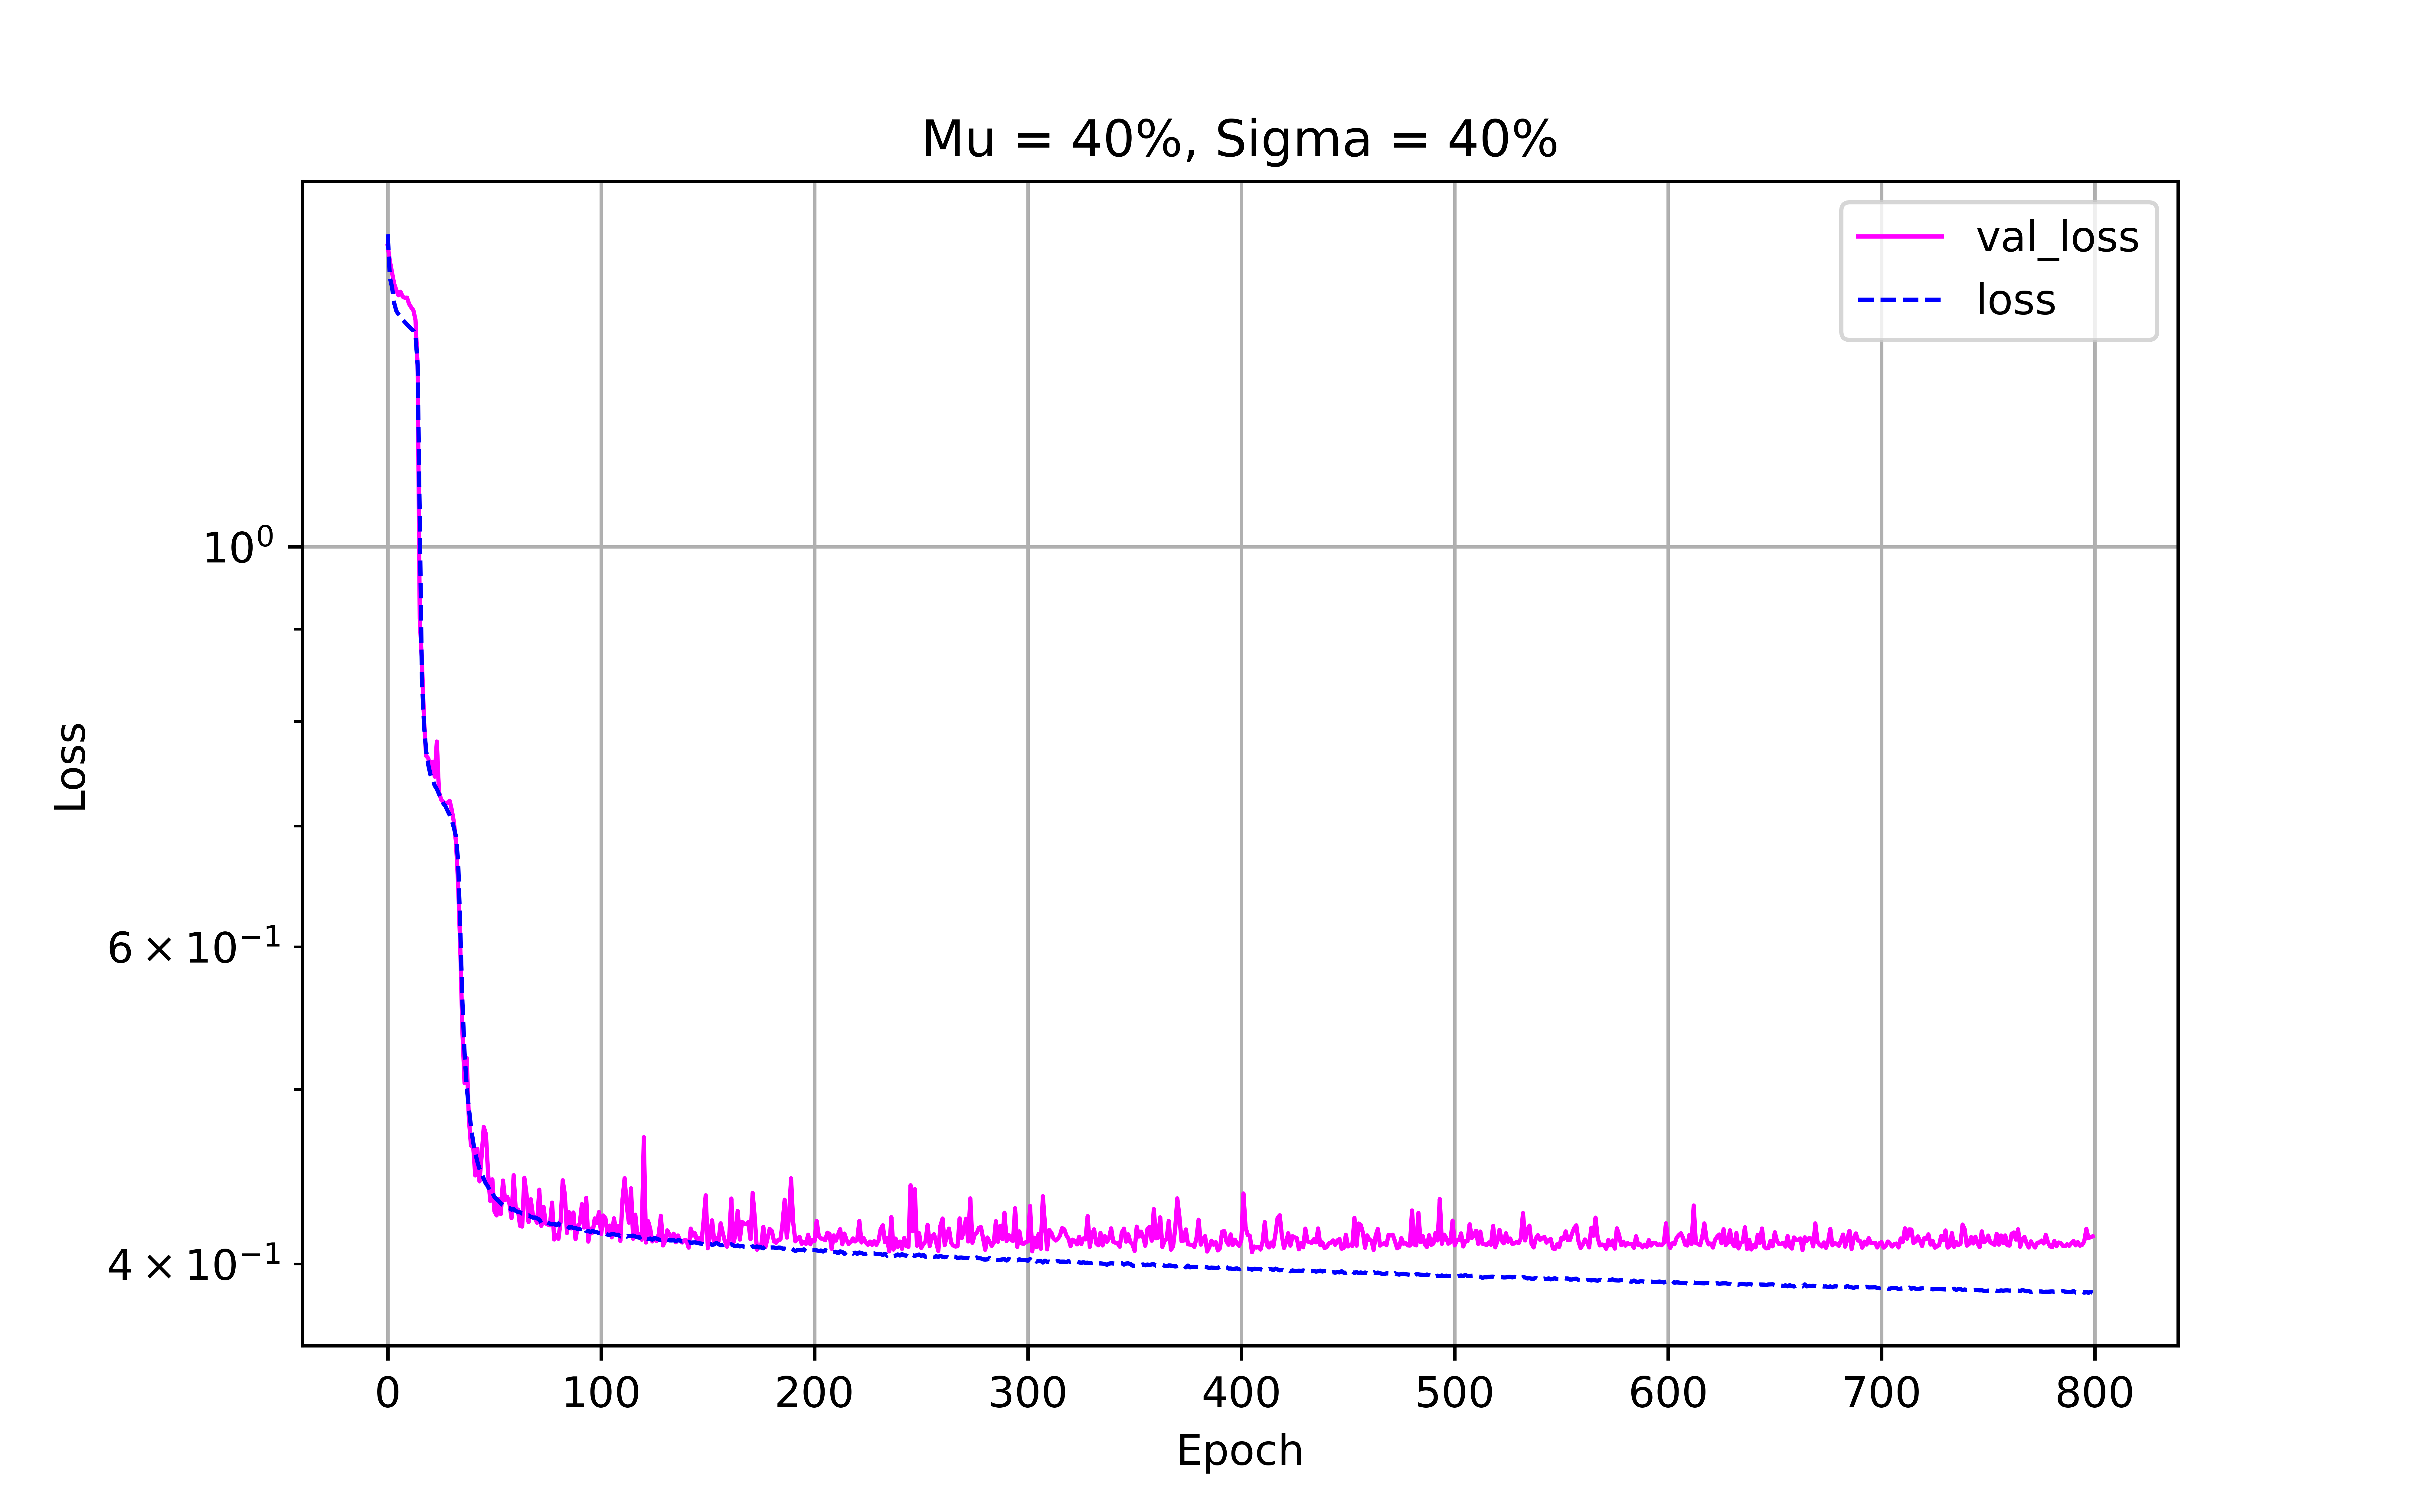 Mu = 40%, Sigma = 40%
val_loss
loss
10⁰
6 × 10⁻¹
4 × 10⁻¹
Loss
0 100 200 300 400 500 600 700 800
Epoch